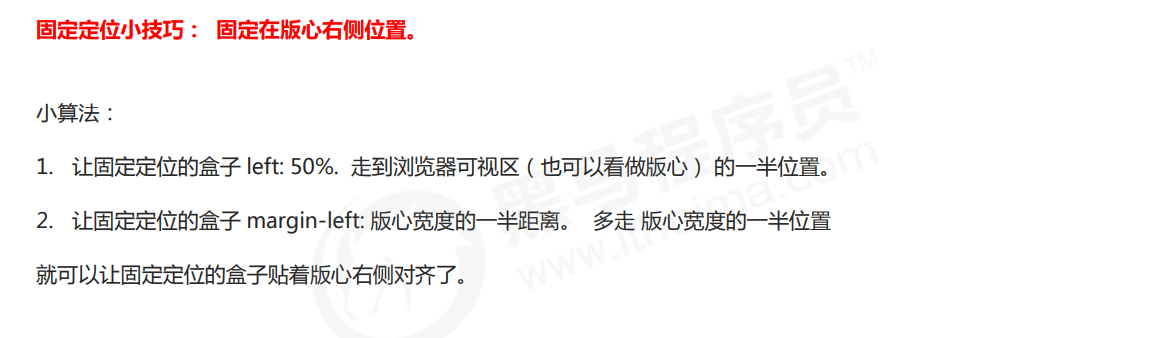 固定定位小技巧： 固定在版心右侧位置。
小算法：
1. 让固定定位的盒子 left: 50%. 走到浏览器可视区（也可以看做版心） 的一半位置。
2. 让固定定位的盒子 margin-left: 版心宽度的一半距离。 多走 版心宽度的一半位置
就可以让固定定位的盒子贴着版心右侧对齐了。
黑马程序员™
www.itheima.com